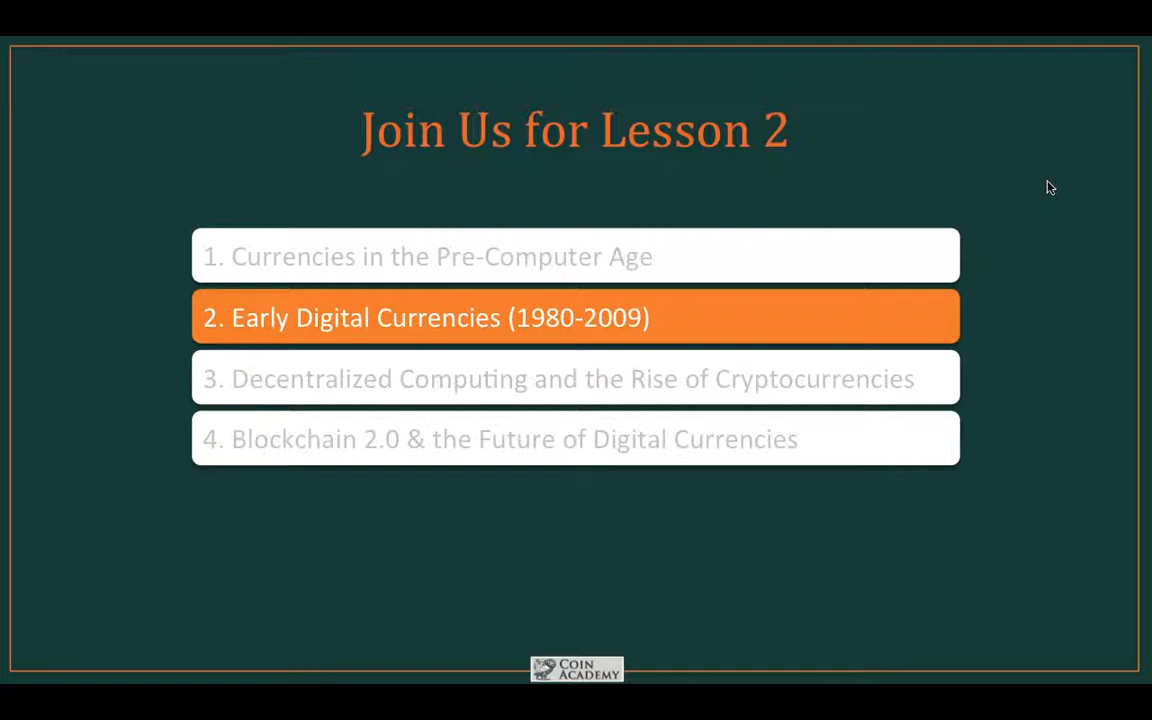 Join Us for Lesson 2
1. Currencies in the Pre-Computer Age
2. Early Digital Currencies (1980-2009)
3. Decentralized Computing and the Rise of Cryptocurrencies
4. Blockchain 2.0 & the Future of Digital Currencies
COIN
ACADEMY